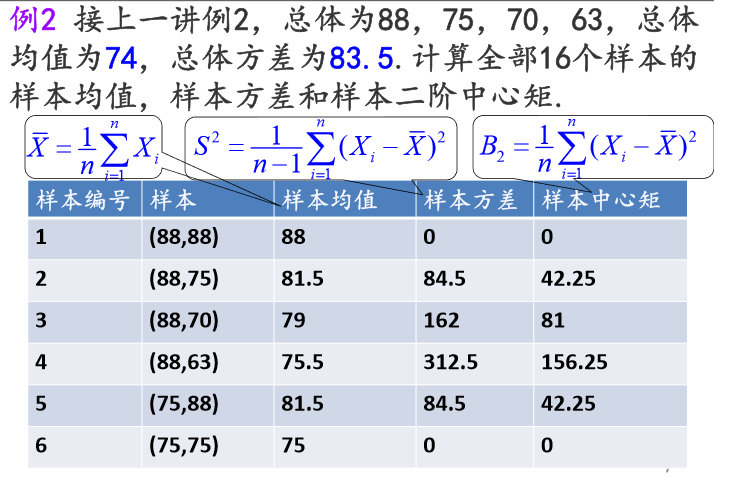 例2 接上一讲例2，总体为88，75，70，63，总体
均值为74，总体方差为83.5.计算全部16个样本的
样本均值，样本方差和样本二阶中心矩.
X̅ = 1/n ∑_{i=1}^{n} X_i  S² = 1/(n−1) ∑_{i=1}^{n} (X_i − X̅)²  B₂ = 1/n ∑_{i=1}^{n} (X_i − X̅)²
样本编号 样本 样本均值 样本方差 样本中心矩
1 (88,88) 88 0 0
2 (88,75) 81.5 84.5 42.25
3 (88,70) 79 162 81
4 (88,63) 75.5 312.5 156.25
5 (75,88) 81.5 84.5 42.25
6 (75,75) 75 0 0